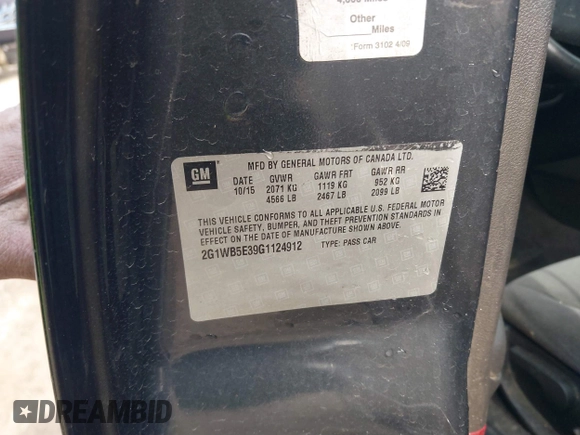 4,000 Miles
Other
Miles
*Form 3102 4/09
GM
MFD BY GENERAL MOTORS OF CANADA LTD.
DATE GVWR GAWR FRT GAWR RR
10/15 2071 KG 1119 KG 952 KG
4566 LB 2467 LB 2099 LB
THIS VEHICLE CONFORMS TO ALL APPLICABLE U.S. FEDERAL MOTOR
VEHICLE SAFETY, BUMPER, AND THEFT PREVENTION STANDARDS IN
EFFECT ON THE DATE OF MANUFACTURE SHOWN ABOVE.
2G1WB5E39G1124912 TYPE: PASS CAR
DREAMBID